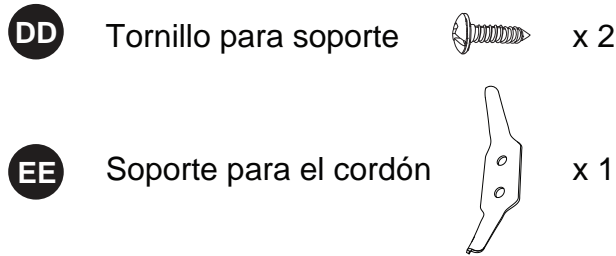 DD Tornillo para soporte x 2
EE Soporte para el cordón x 1